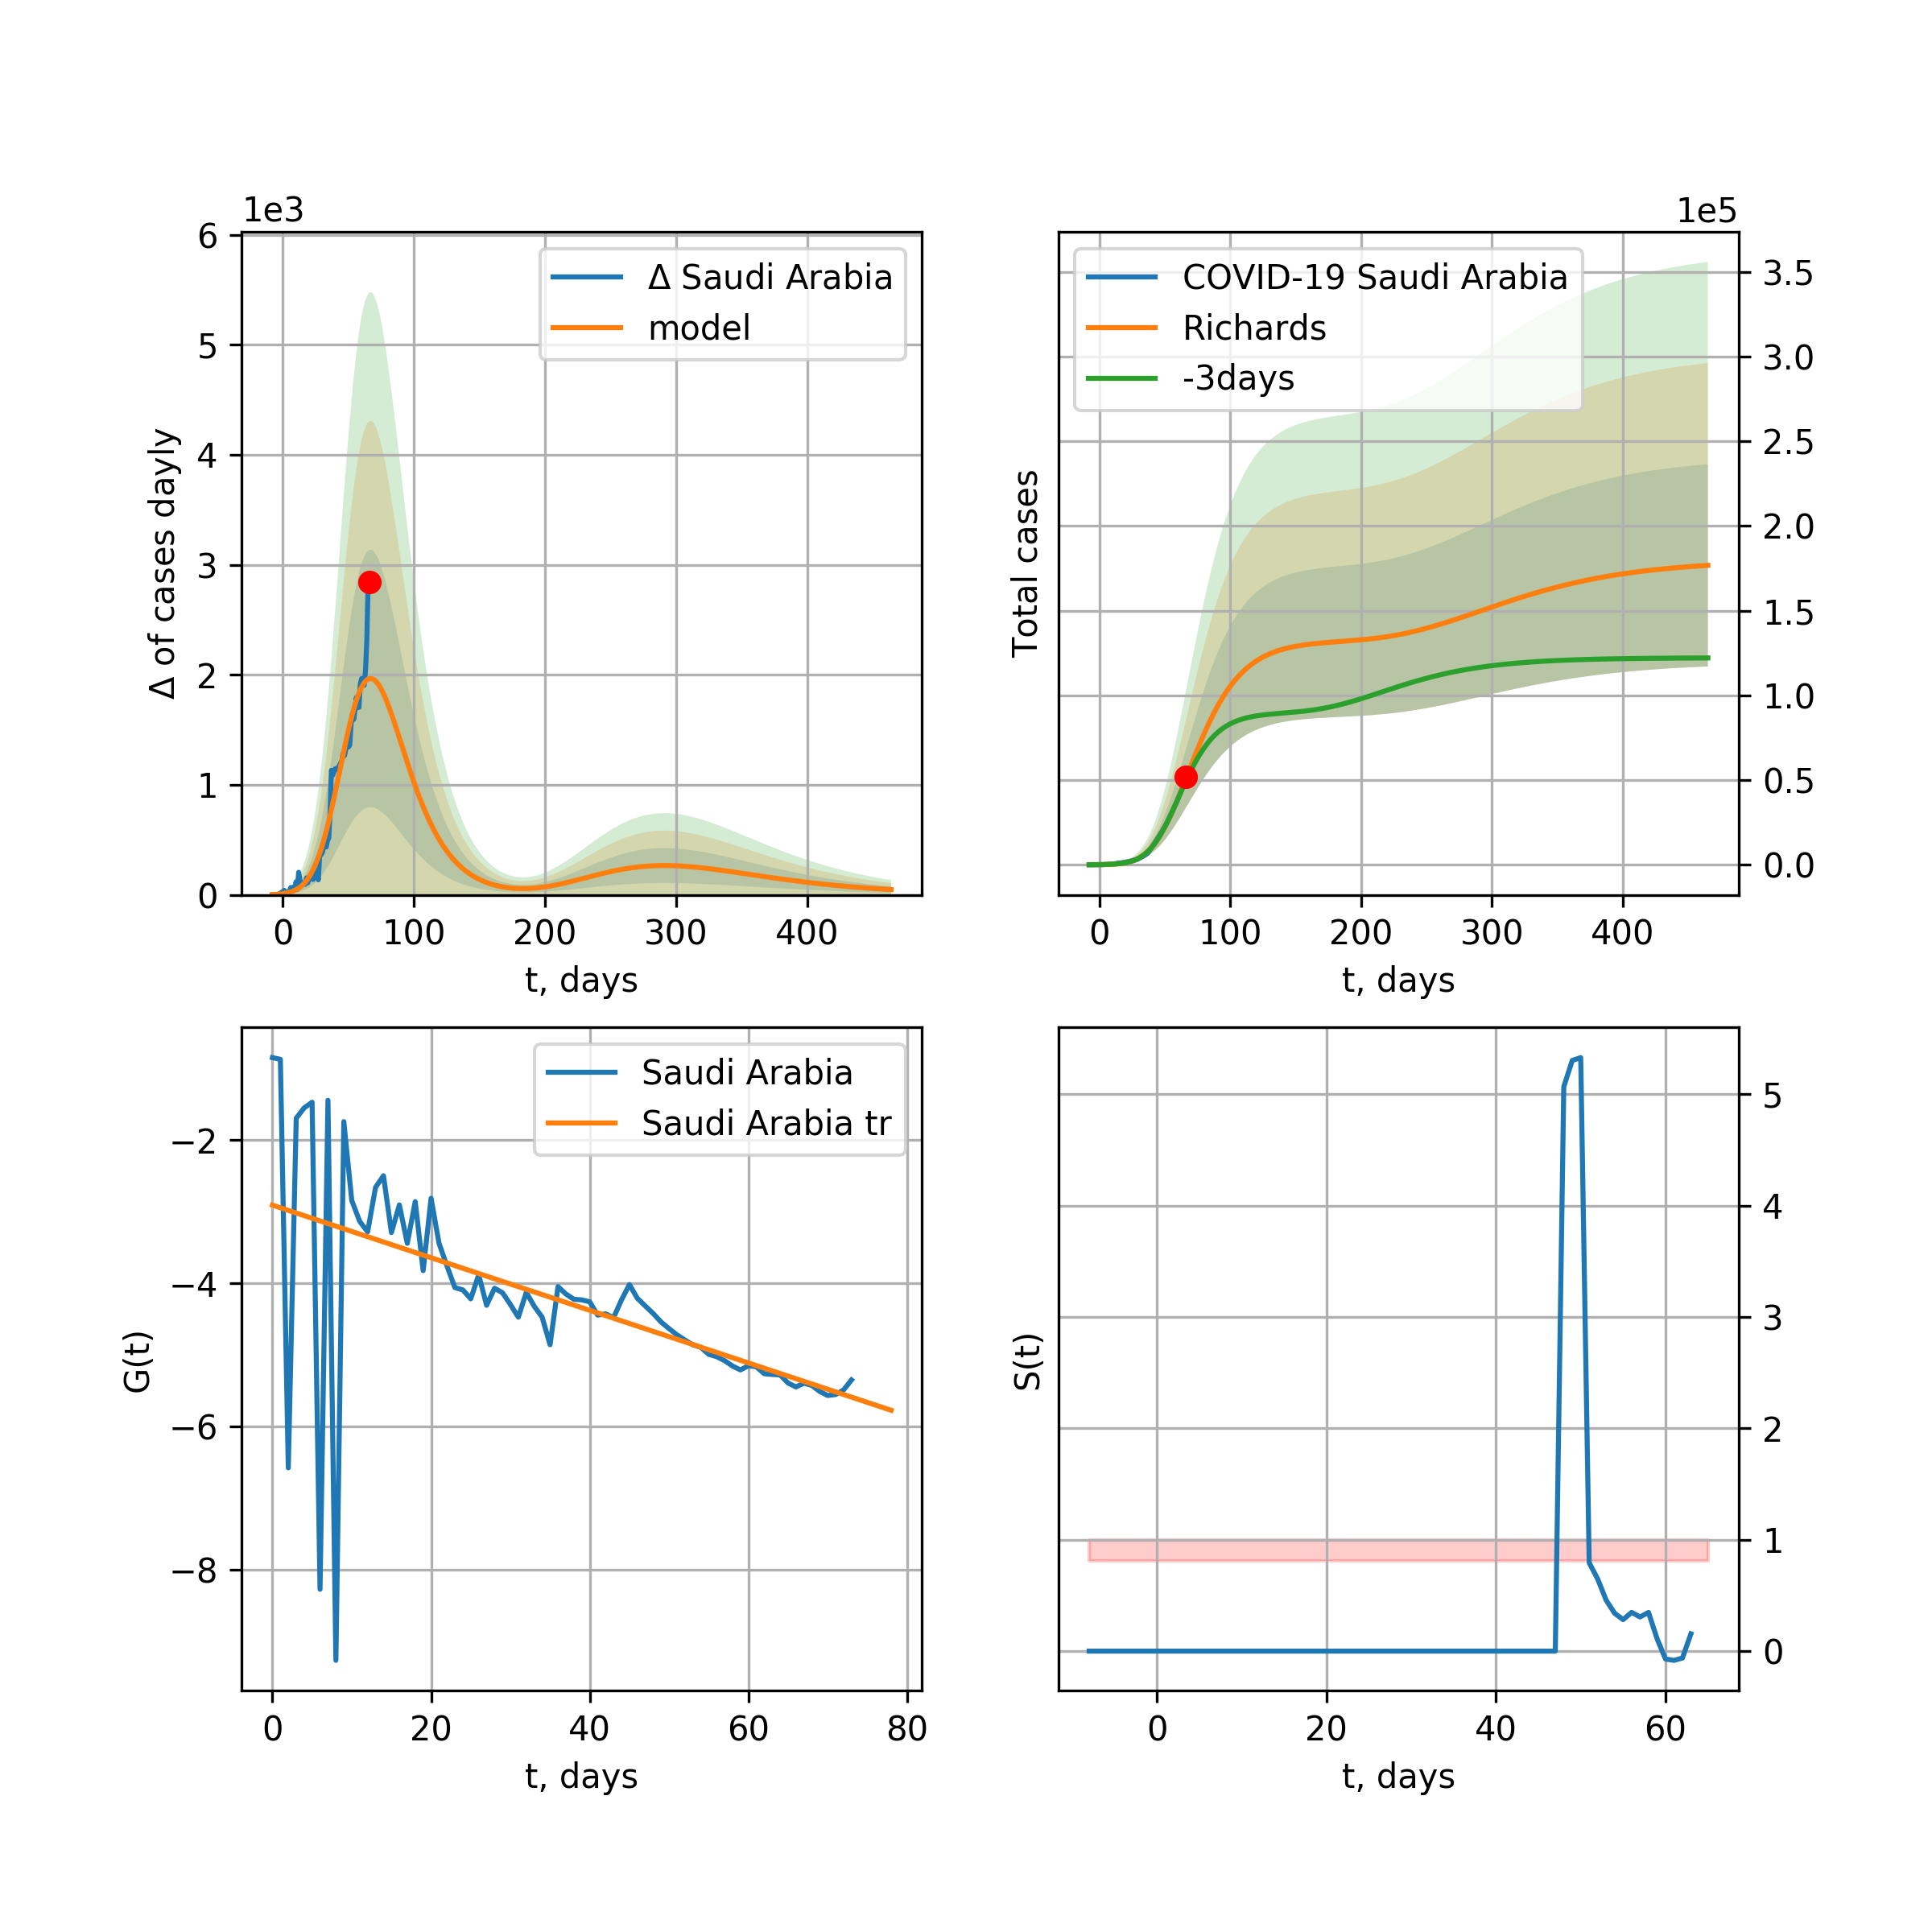 1e3
6
5
4
3
2
1
0
Δ of cases dayly
Δ Saudi Arabia
model
0 100 200 300 400
t, days
1e5
COVID-19 Saudi Arabia
Richards
-3days
Total cases
3.5
3.0
2.5
2.0
1.5
1.0
0.5
0.0
0 100 200 300 400
t, days
Saudi Arabia
Saudi Arabia tr
G(t)
−2
−4
−6
−8
0 20 40 60 80
t, days
S(t)
5
4
3
2
1
0
0 20 40 60
t, days